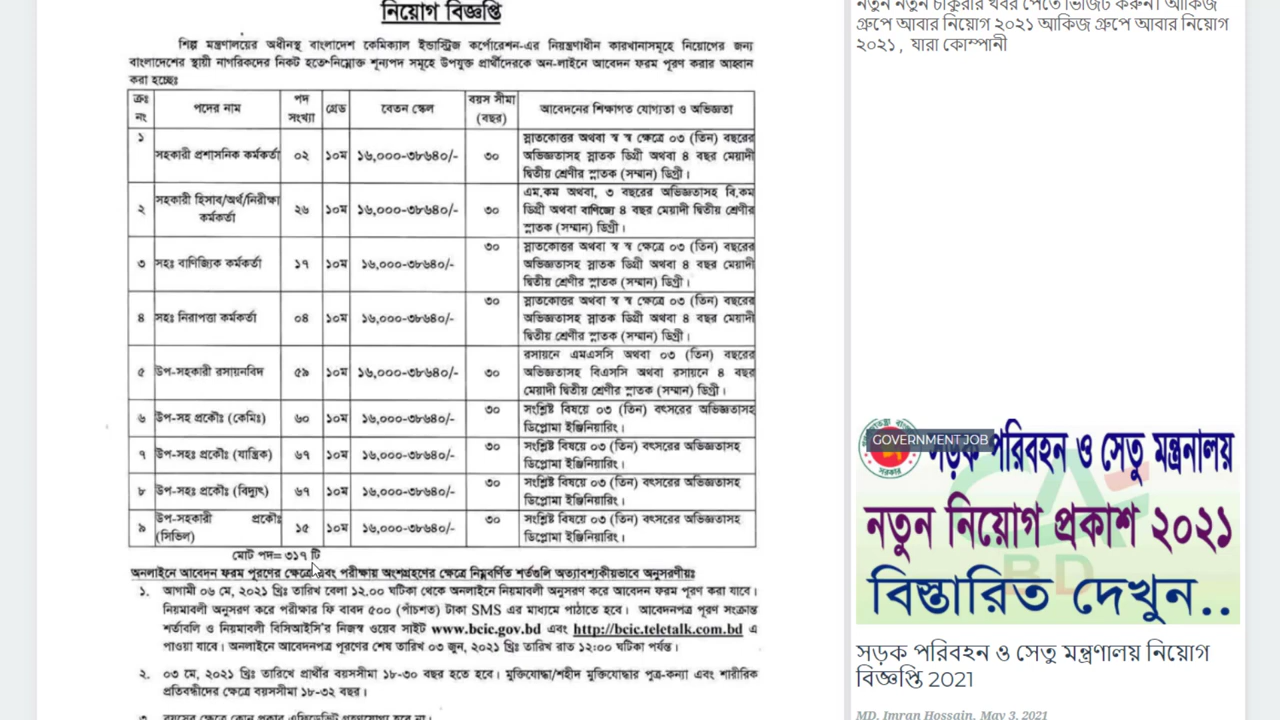 নিয়োগ বিজ্ঞপ্তি
শিল্প মন্ত্রণালয়ের অধীনস্থ বাংলাদেশ কেমিক্যাল ইন্ডাস্ট্রিজ কর্পোরেশন-এর নিয়ন্ত্রণাধীন কারখানাসমূহে নিয়োগের জন্য
বাংলাদেশের স্থায়ী নাগরিকদের নিকট হতে নিম্নোক্ত শূন্যপদ সমূহে উপযুক্ত প্রার্থীদেরকে অন-লাইনে আবেদন ফরম পূরণ করার আহ্বান
করা হচ্ছেঃ
ক্রঃ নং পদের নাম পদ সংখ্যা গ্রেড বেতন স্কেল বয়স সীমা (বছর) আবেদনের শিক্ষাগত যোগ্যতা ও অভিজ্ঞতা
১ সহকারী প্রশাসনিক কর্মকর্তা ০২ ১০ম ১৬,০০০-৩৮৬৪০/- ৩০ স্নাতকোত্তর অথবা স্ব স্ব ক্ষেত্রে ০৩ (তিন) বছরের
অভিজ্ঞতাসহ স্নাতক ডিগ্রী অথবা ৪ বছর মেয়াদী
দ্বিতীয় শ্রেণীর স্নাতক (সম্মান) ডিগ্রী।
২ সহকারী হিসাব/অর্থ/নিরীক্ষা কর্মকর্তা ২৬ ১০ম ১৬,০০০-৩৮৬৪০/- ৩০ এম.কম অথবা, ৩ বছরের অভিজ্ঞতাসহ বি.কম
ডিগ্রী অথবা বাণিজ্যে ৪ বছর মেয়াদী দ্বিতীয় শ্রেণীর
স্নাতক (সম্মান) ডিগ্রী।
৩ সহঃ বাণিজ্যিক কর্মকর্তা ১৭ ১০ম ১৬,০০০-৩৮৬৪০/- ৩০ স্নাতকোত্তর অথবা স্ব স্ব ক্ষেত্রে ০৩ (তিন) বছরের
অভিজ্ঞতাসহ স্নাতক ডিগ্রী অথবা ৪ বছর মেয়াদী
দ্বিতীয় শ্রেণীর স্নাতক (সম্মান) ডিগ্রী।
৪ সহঃ নিরাপত্তা কর্মকর্তা ০৪ ১০ম ১৬,০০০-৩৮৬৪০/- ৩০ স্নাতকোত্তর অথবা স্ব স্ব ক্ষেত্রে ০৩ (তিন) বছরের
অভিজ্ঞতাসহ স্নাতক ডিগ্রী অথবা ৪ বছর মেয়াদী
দ্বিতীয় শ্রেণীর স্নাতক (সম্মান) ডিগ্রী।
৫ উপ-সহকারী রসায়নবিদ ৫৯ ১০ম ১৬,০০০-৩৮৬৪০/- ৩০ রসায়নে এমএসসি অথবা ০৩ (তিন) বছরের
অভিজ্ঞতাসহ বিএসসি অথবা রসায়নে ৪ বছর
মেয়াদী দ্বিতীয় শ্রেণীর স্নাতক (সম্মান) ডিগ্রী।
৬ উপ-সহ প্রকৌঃ (কেমিঃ) ৬০ ১০ম ১৬,০০০-৩৮৬৪০/- ৩০ সংশ্লিষ্ট বিষয়ে ০৩ (তিন) বৎসরের অভিজ্ঞতাসহ
ডিপ্লোমা ইঞ্জিনিয়ারিং।
৭ উপ-সহঃ প্রকৌঃ (যান্ত্রিক) ৬৭ ১০ম ১৬,০০০-৩৮৬৪০/- ৩০ সংশ্লিষ্ট বিষয়ে ০৩ (তিন) বৎসরের অভিজ্ঞতাসহ
ডিপ্লোমা ইঞ্জিনিয়ারিং।
৮ উপ-সহঃ প্রকৌঃ (বিদ্যুৎ) ৬৭ ১০ম ১৬,০০০-৩৮৬৪০/- ৩০ সংশ্লিষ্ট বিষয়ে ০৩ (তিন) বৎসরের অভিজ্ঞতাসহ
ডিপ্লোমা ইঞ্জিনিয়ারিং।
৯ উপ-সহকারী প্রকৌঃ (সিভিল) ১৫ ১০ম ১৬,০০০-৩৮৬৪০/- ৩০ সংশ্লিষ্ট বিষয়ে ০৩ (তিন) বৎসরের অভিজ্ঞতাসহ
ডিপ্লোমা ইঞ্জিনিয়ারিং।
মোট পদ= ৩১৭ টি
অনলাইনে আবেদন ফরম পূরণের ক্ষেত্রে এবং পরীক্ষায় অংশগ্রহণের ক্ষেত্রে নিম্নবর্ণিত শর্তগুলি অত্যাবশ্যকীয়ভাবে অনুসরণীয়ঃ
১. আগামী ০৬ মে, ২০২১ খ্রিঃ তারিখ বেলা ১২.০০ ঘটিকা থেকে অনলাইনে নিয়মাবলী অনুসরণ করে আবেদন ফরম পূরণ করা যাবে।
নিয়মাবলী অনুসরণ করে পরীক্ষার ফি বাবদ ৫০০ (পাঁচশত) টাকা SMS এর মাধ্যমে পাঠাতে হবে। আবেদনপত্র পূরণ সংক্রান্ত
শর্তাবলি ও নিয়মাবলী বিসিআইসি'র নিজস্ব ওয়েব সাইট www.bcic.gov.bd এবং http://bcic.teletalk.com.bd এ
পাওয়া যাবে। অনলাইনে আবেদনপত্র পূরণের শেষ তারিখ ০৩ জুন, ২০২১ খ্রিঃ তারিখ রাত ১২:০০ ঘটিকা পর্যন্ত।
২. ০৩ মে, ২০২১ খ্রিঃ তারিখে প্রার্থীর বয়সসীমা ১৮-৩০ বছর হতে হবে। মুক্তিযোদ্ধা/শহীদ মুক্তিযোদ্ধার পুত্র-কন্যা এবং শারীরিক
প্রতিবন্ধীদের ক্ষেত্রে বয়সসীমা ১৮-৩২ বছর।
৩. বয়সের ক্ষেত্রে কোন প্রকার এফিডেভিট গ্রহণযোগ্য হবে না।
নতুন নতুন চাকুরীর খবর পেতে ভিজিট করুন। আকিজ
গ্রুপে আবার নিয়োগ ২০২১ আকিজ গ্রুপে আবার নিয়োগ
২০২১ , যারা কোম্পানী
GOVERNMENT JOB
সড়ক পরিবহন ও সেতু মন্ত্রনালয়
নতুন নিয়োগ প্রকাশ ২০২১
বিস্তারিত দেখুন..
সড়ক পরিবহন ও সেতু মন্ত্রণালয় নিয়োগ
বিজ্ঞপ্তি 2021
MD. Imran Hossain, May 3, 2021